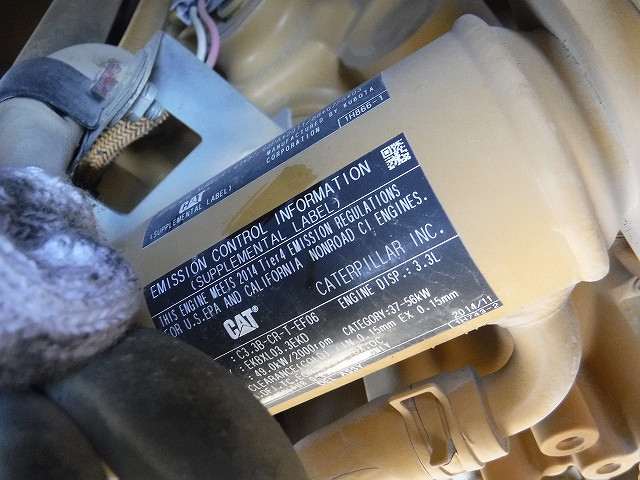 MANUFACTURED BY KUBOTA
CORPORATION
1H866-1
CAT
(SUPPLEMENTAL LABEL)
EMISSION CONTROL INFORMATION
(SUPPLEMENTAL LABEL)
THIS ENGINE MEETS 2014 Tier4 EMISSION REGULATIONS
FOR U.S.EPA AND CALIFORNIA NONROAD CI. ENGINES.
CAT CATERPILLAR INC.
: C3.3B-CR-T-EF06 ENGINE DISP.: 3.3L
: EKBXL03.3EKD CATEGORY:37-56kW
: 49.0kW/2000rpm
CLEARANCE(COLD) IN 0.15mm EX 0.15mm
2014/11